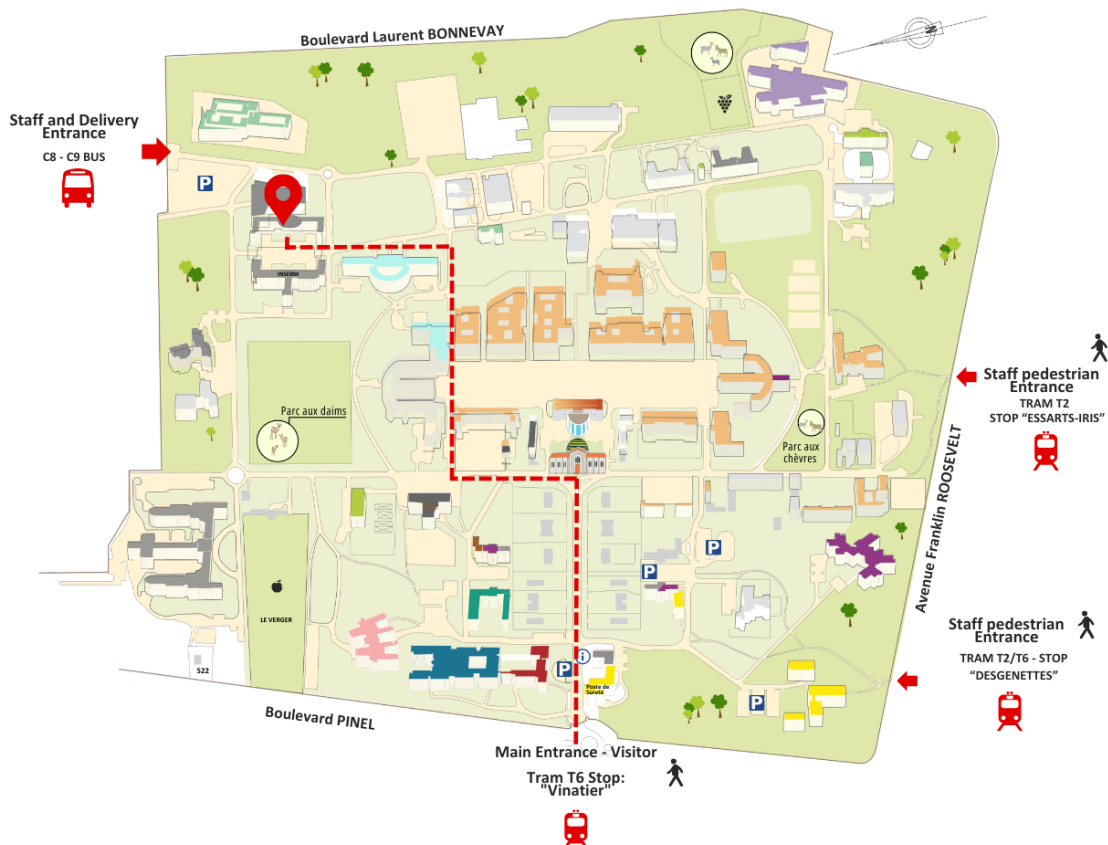 Boulevard Laurent BONNEVAY
N
Staff and Delivery
Entrance
C8 - C9 BUS
P
INSERM
Parc aux daims
Parc aux
chèvres
Staff pedestrian
Entrance
TRAM T2
STOP "ESSARTS-IRIS"
Avenue Franklin ROOSEVELT
P
P
LE VERGER
Staff pedestrian
Entrance
TRAM T2/T6 - STOP
"DESGENETTES"
S22
i
P
Poste de
Sureté
P
Boulevard PINEL
Main Entrance - Visitor
Tram T6 Stop:
"Vinatier"